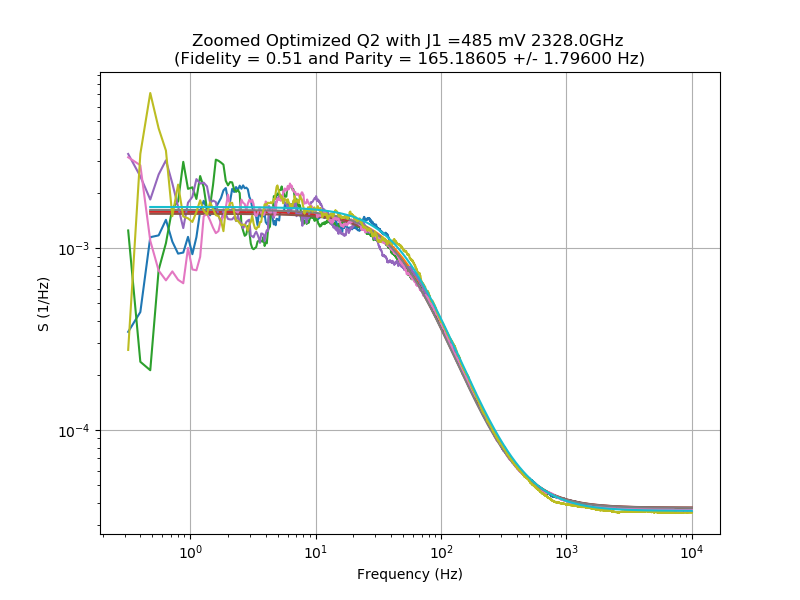 Zoomed Optimized Q2 with J1 =485 mV 2328.0GHz
(Fidelity = 0.51 and Parity = 165.18605 +/- 1.79600 Hz)
S (1/Hz)
10⁻³
10⁻⁴
10⁰ 10¹ 10² 10³ 10⁴
Frequency (Hz)